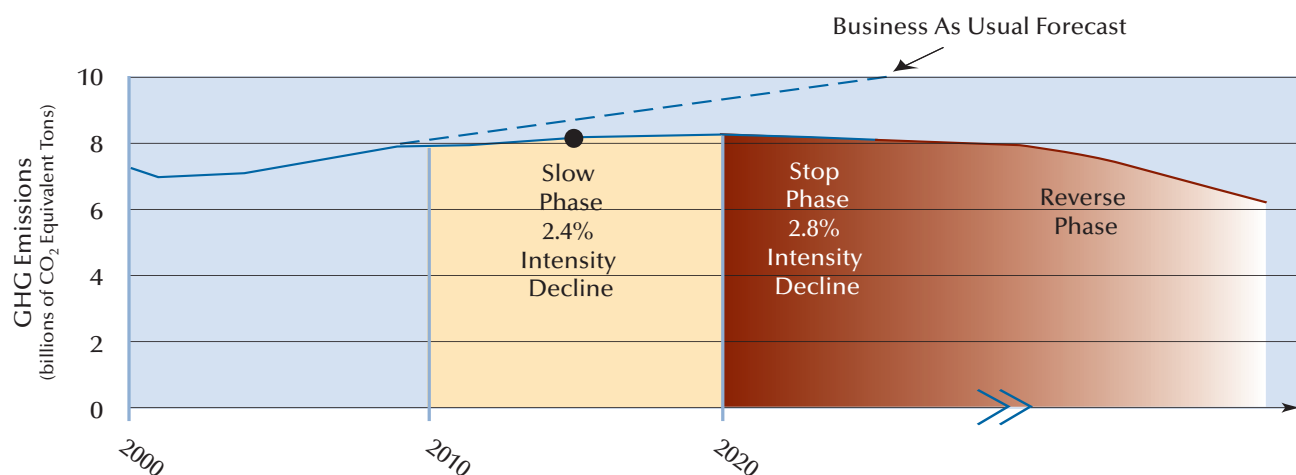 Business As Usual Forecast
GHG Emissions
(billions of CO₂ Equivalent Tons)
10
8
6
4
2
0
Slow
Phase
2.4%
Intensity
Decline
Stop
Phase
2.8%
Intensity
Decline
Reverse
Phase
2000
2010
2020